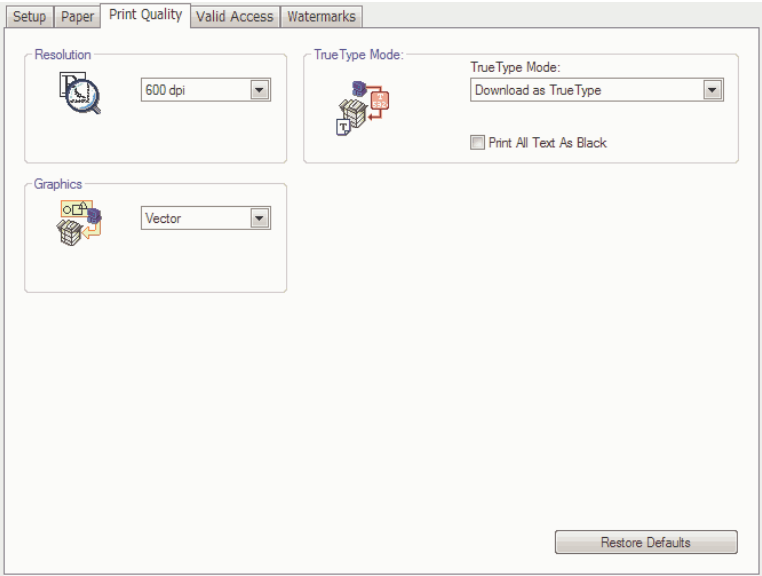 Setup Paper Print Quality Valid Access Watermarks
Resolution
600 dpi
TrueType Mode:
TrueType Mode:
Download as TrueType
Print All Text As Black
Graphics
Vector
Restore Defaults